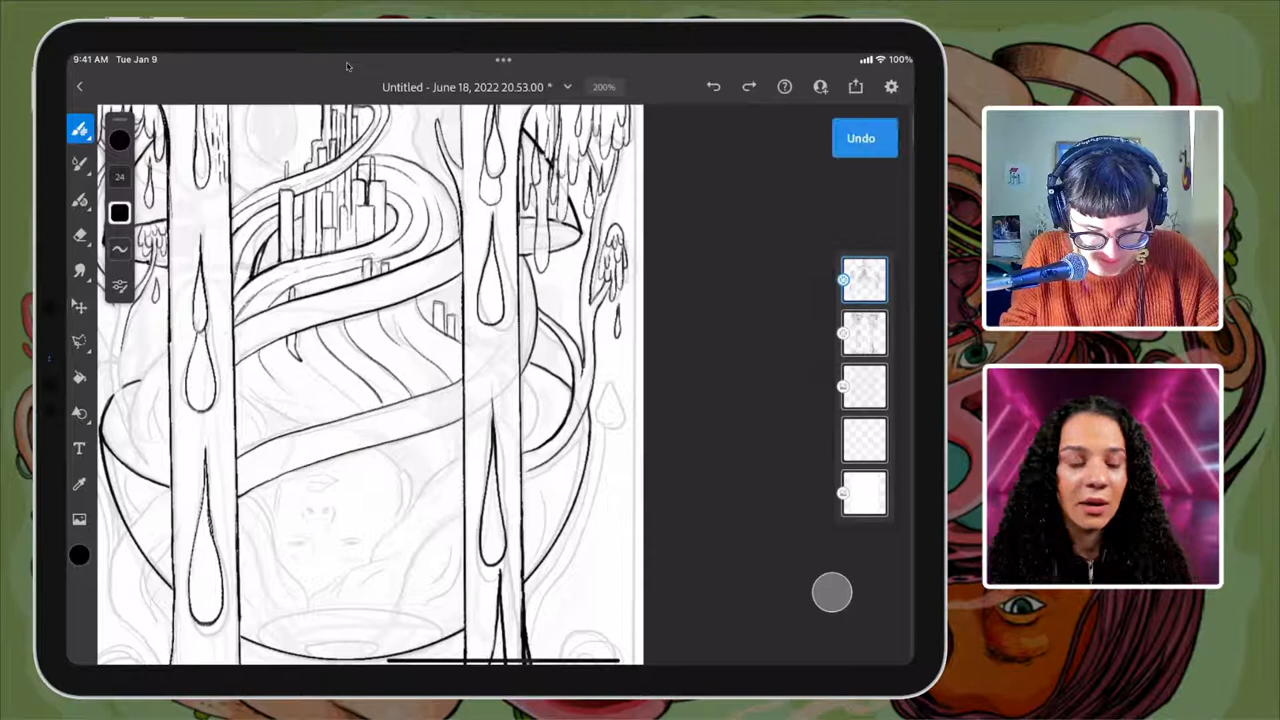 9:41 AM Tue Jan 9
100%
Untitled - June 18, 2022 20.53.00 *
200%
Undo
24
T